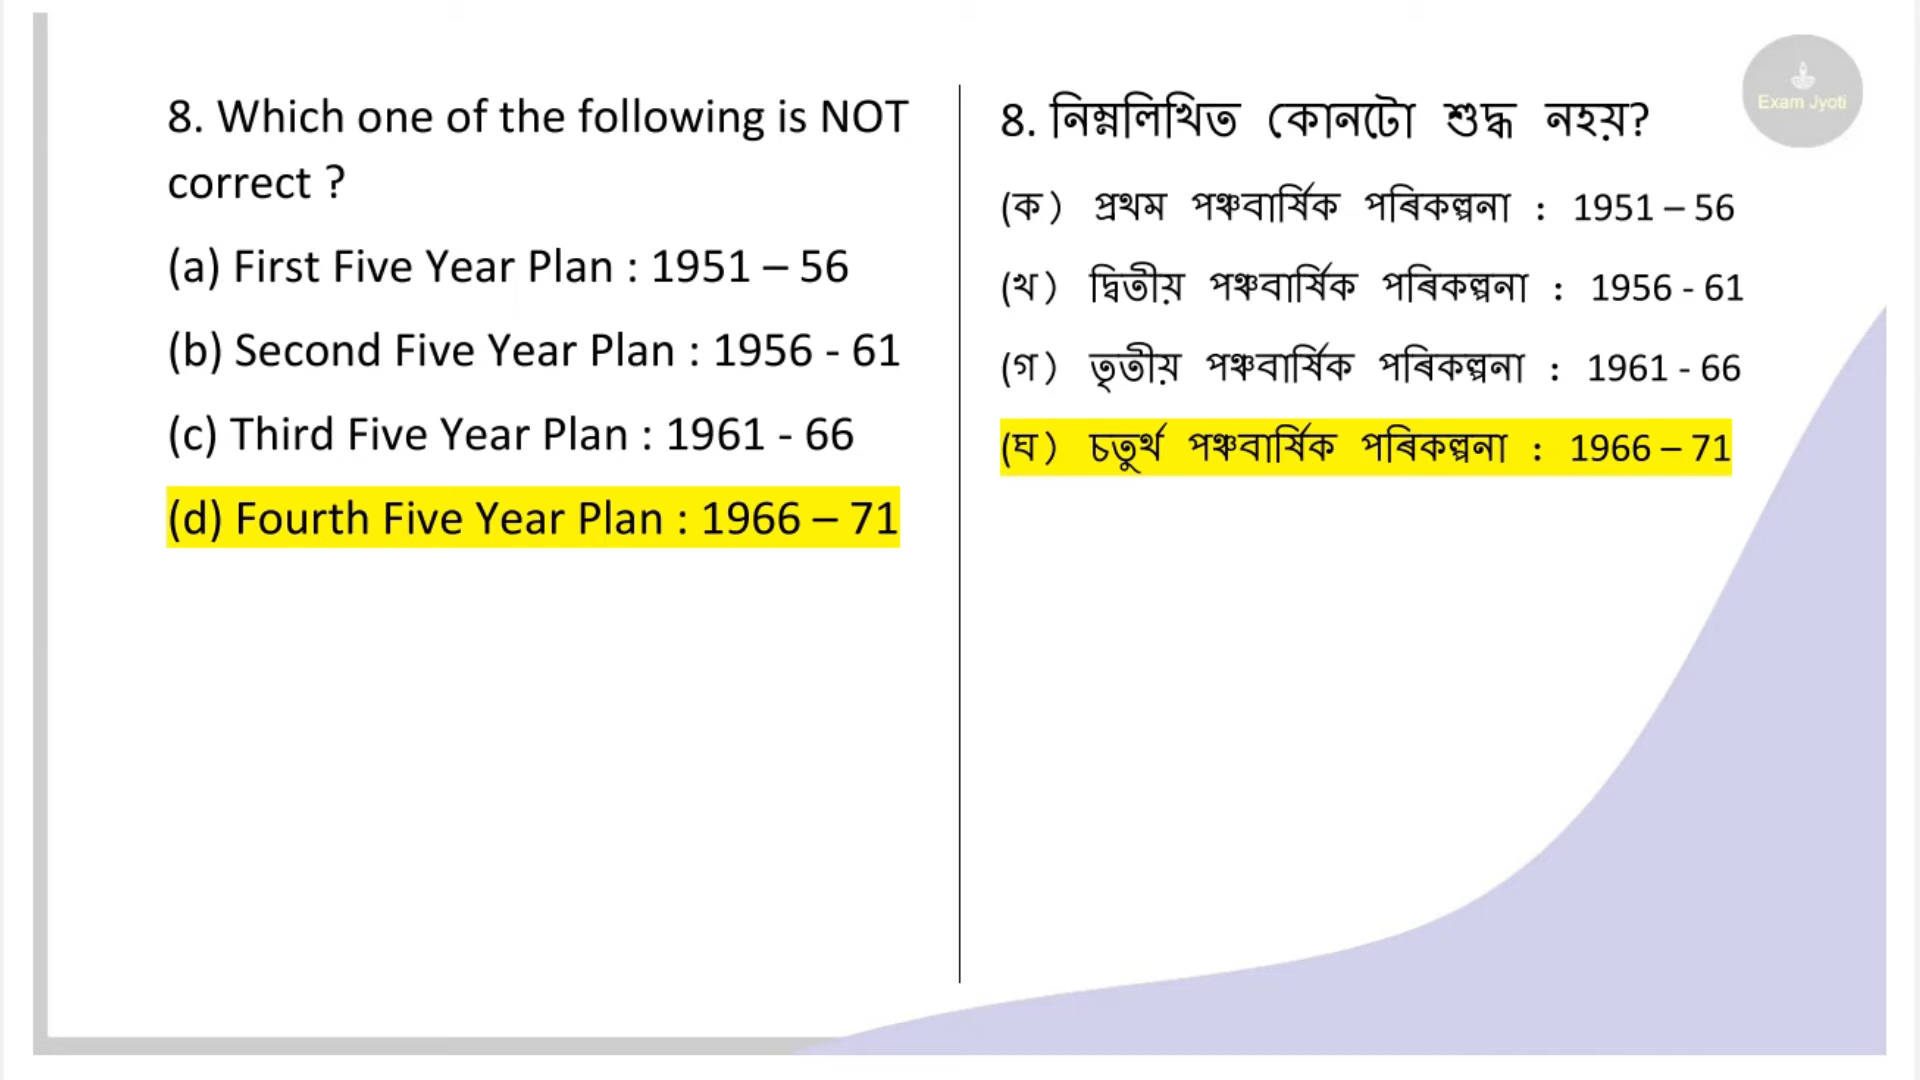 8. Which one of the following is NOT
correct ?
(a) First Five Year Plan : 1951 – 56
(b) Second Five Year Plan : 1956 - 61
(c) Third Five Year Plan : 1961 - 66
(d) Fourth Five Year Plan : 1966 – 71
8. নিম্নলিখিত কোনটো শুদ্ধ নহয়?
(ক) প্ৰথম পঞ্চবাৰ্ষিক পৰিকল্পনা : 1951 – 56
(খ) দ্বিতীয় পঞ্চবাৰ্ষিক পৰিকল্পনা : 1956 - 61
(গ) তৃতীয় পঞ্চবাৰ্ষিক পৰিকল্পনা : 1961 - 66
(ঘ) চতুৰ্থ পঞ্চবাৰ্ষিক পৰিকল্পনা : 1966 – 71
Exam Jyoti